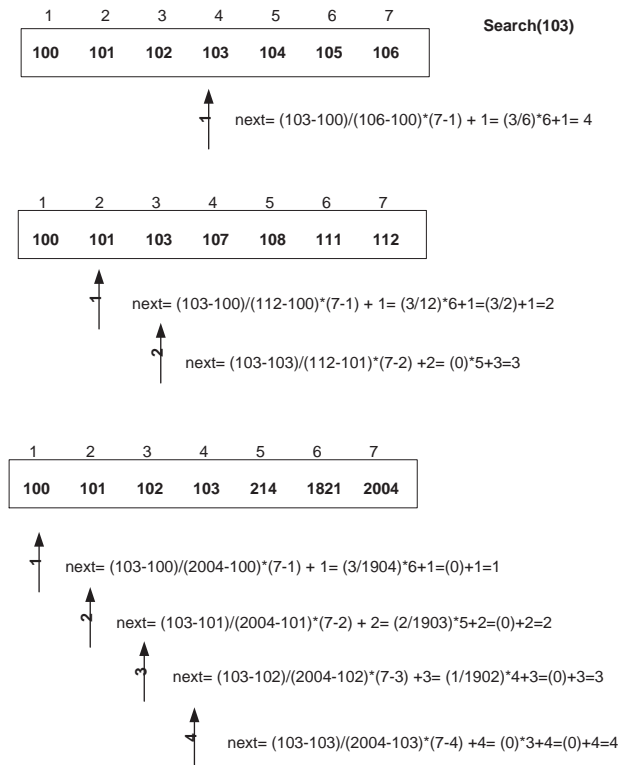 1 2 3 4 5 6 7
Search(103)
100 101 102 103 104 105 106
1
next= (103-100)/(106-100)*(7-1) + 1= (3/6)*6+1= 4
1 2 3 4 5 6 7
100 101 103 107 108 111 112
1
next= (103-100)/(112-100)*(7-1) + 1= (3/12)*6+1=(3/2)+1=2
2
next= (103-103)/(112-101)*(7-2) +2= (0)*5+3=3
1 2 3 4 5 6 7
100 101 102 103 214 1821 2004
1
next= (103-100)/(2004-100)*(7-1) + 1= (3/1904)*6+1=(0)+1=1
2
next= (103-101)/(2004-101)*(7-2) + 2= (2/1903)*5+2=(0)+2=2
3
next= (103-102)/(2004-102)*(7-3) +3= (1/1902)*4+3=(0)+3=3
4
next= (103-103)/(2004-103)*(7-4) +4= (0)*3+4=(0)+4=4